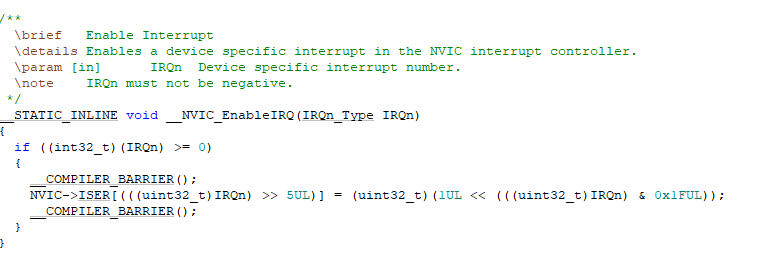 /**
  \brief   Enable Interrupt
  \details Enables a device specific interrupt in the NVIC interrupt controller.
  \param [in]      IRQn  Device specific interrupt number.
  \note    IRQn must not be negative.
 */
__STATIC_INLINE void __NVIC_EnableIRQ(IRQn_Type IRQn)
{
  if ((int32_t)(IRQn) >= 0)
  {
    __COMPILER_BARRIER();
    NVIC->ISER[(((uint32_t)IRQn) >> 5UL)] = (uint32_t)(1UL << (((uint32_t)IRQn) & 0x1FUL));
    __COMPILER_BARRIER();
  }
}